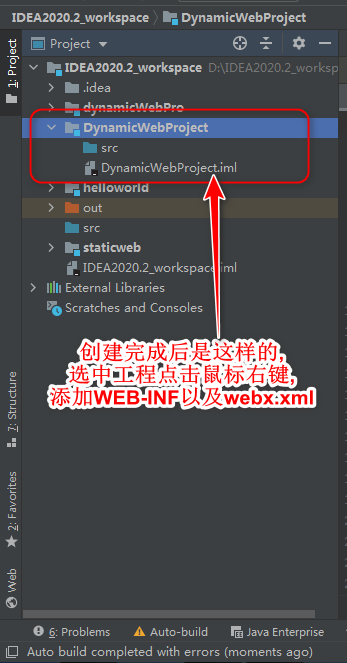 IDEA2020.2_workspace
DynamicWebProject
1: Project
Project
IDEA2020.2_workspace D:\IDEA2020.2_worksp
.idea
dynamicWebPro
DynamicWebProject
src
DynamicWebProject.iml
helloworld
out
src
staticweb
IDEA2020.2_workspace.iml
External Libraries
Scratches and Consoles
创建完成后是这样的,
选中工程点击鼠标右键,
添加WEB-INF以及webx.xml
7: Structure
2: Favorites
Web
6: Problems
Auto-build
Java Enterprise
Auto build completed with errors (moments ago)